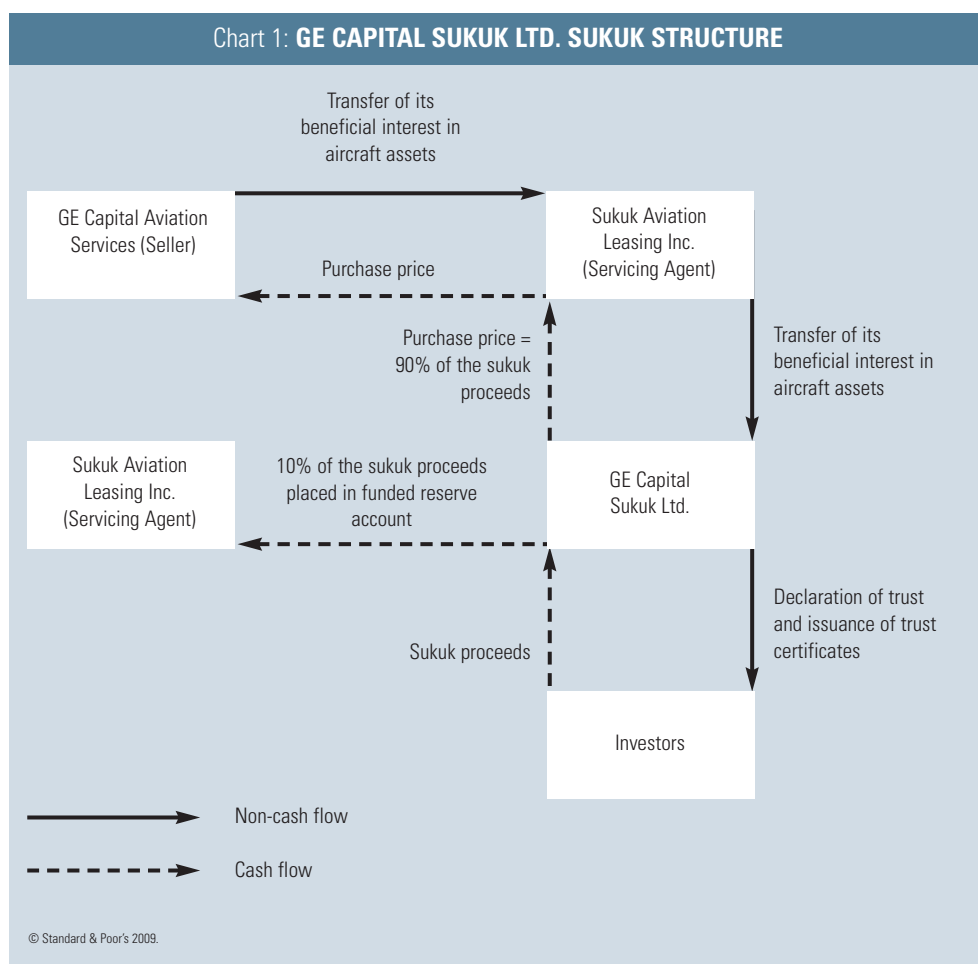 Chart 1: GE CAPITAL SUKUK LTD. SUKUK STRUCTURE
Transfer of its
beneficial interest in
aircraft assets
GE Capital Aviation
Services (Seller)
Sukuk Aviation
Leasing Inc.
(Servicing Agent)
Purchase price
Purchase price =
90% of the sukuk
proceeds
Transfer of its
beneficial interest in
aircraft assets
Sukuk Aviation
Leasing Inc.
(Servicing Agent)
10% of the sukuk proceeds
placed in funded reserve
account
GE Capital
Sukuk Ltd.
Sukuk proceeds
Declaration of trust
and issuance of trust
certificates
Investors
Non-cash flow
Cash flow
© Standard & Poor's 2009.